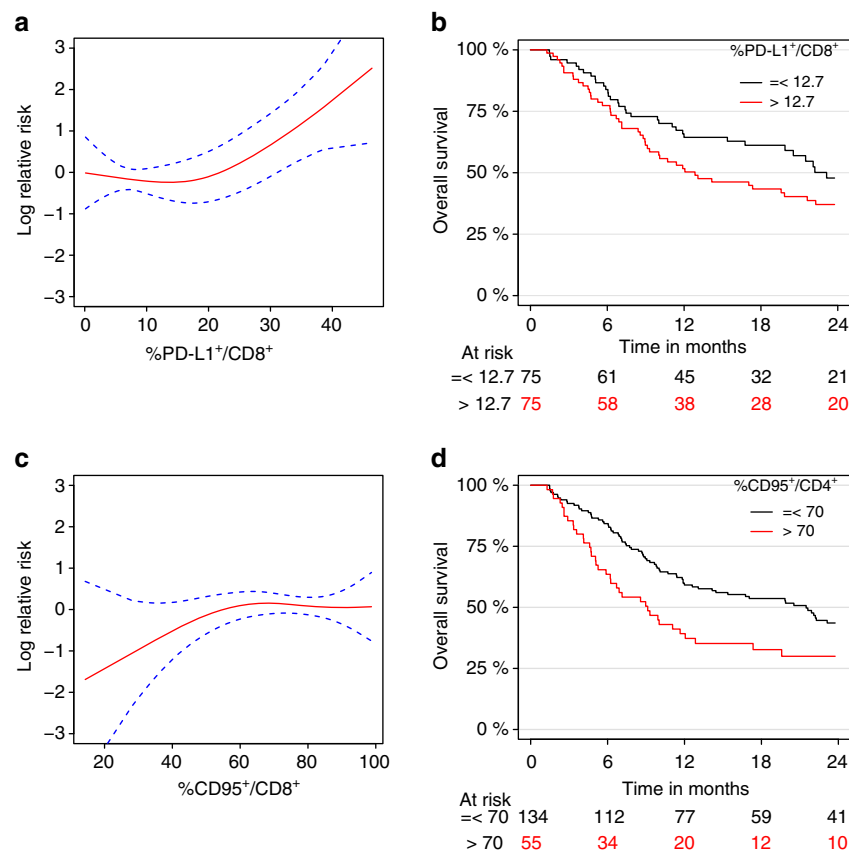 a
3
2
1
0
−1
−2
−3
Log relative risk
0 10 20 30 40
%PD-L1+/CD8+
b
100 %
75 %
50 %
25 %
0 %
Overall survival
%PD-L1+/CD8+
=< 12.7
> 12.7
0 6 12 18 24
Time in months
At risk
=< 12.7 75 61 45 32 21
> 12.7 75 58 38 28 20
c
3
2
1
0
−1
−2
−3
Log relative risk
20 40 60 80 100
%CD95+/CD8+
d
100 %
75 %
50 %
25 %
0 %
Overall survival
%CD95+/CD4+
=< 70
> 70
0 6 12 18 24
Time in months
At risk
=< 70 134 112 77 59 41
> 70 55 34 20 12 10